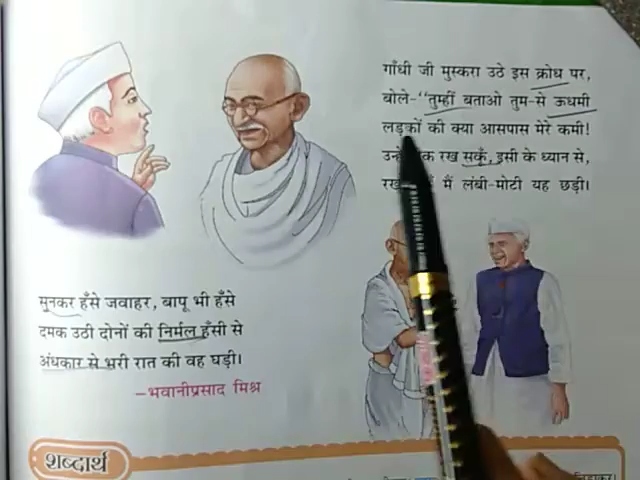 गाँधी जी मुस्करा उठे इस क्रोध पर,
बोले-"तुम्हीं बताओ तुम-से ऊधमी
लड़कों की क्या आसपास मेरे कमी!
रख सकूँ, इसी के ध्यान से,
मैं लंबी-मोटी यह छड़ी।
सुनकर हँसे जवाहर, बापू भी हँसे
दमक उठी दोनों की निर्मल हँसी से
अंधकार से भरी रात की वह घड़ी।
-भवानीप्रसाद मिश्र
शब्दार्थ